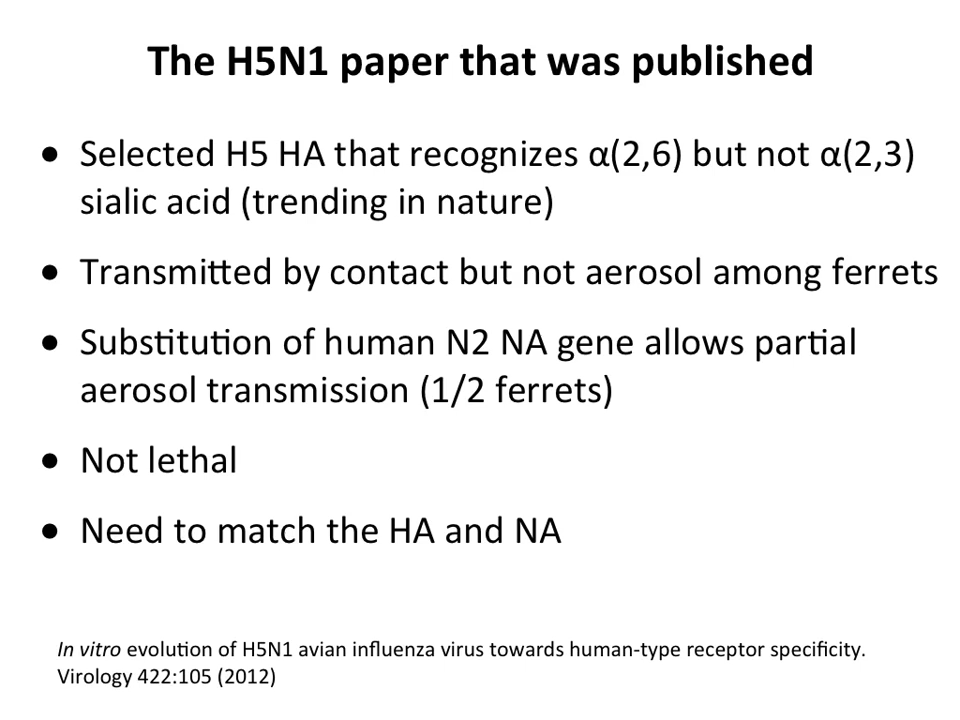 The H5N1 paper that was published
• Selected H5 HA that recognizes α(2,6) but not α(2,3)
sialic acid (trending in nature)
• Transmitted by contact but not aerosol among ferrets
• Substitution of human N2 NA gene allows partial
aerosol transmission (1/2 ferrets)
• Not lethal
• Need to match the HA and NA
In vitro evolution of H5N1 avian influenza virus towards human-type receptor specificity.
Virology 422:105 (2012)